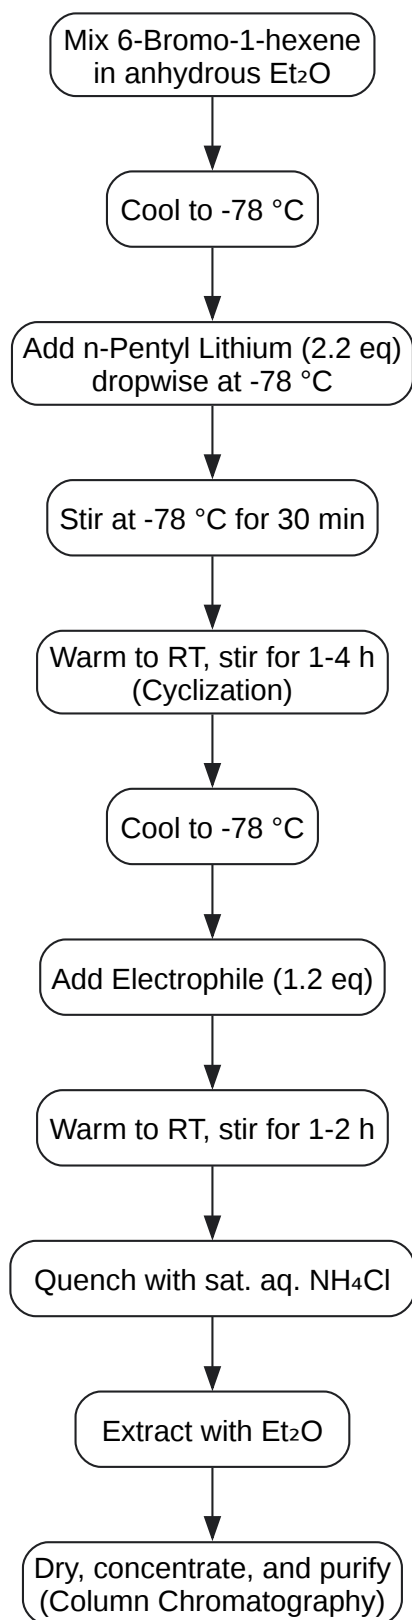 Mix 6-Bromo-1-hexene
in anhydrous Et₂O
Cool to -78 °C
Add n-Pentyl Lithium (2.2 eq)
dropwise at -78 °C
Stir at -78 °C for 30 min
Warm to RT, stir for 1-4 h
(Cyclization)
Cool to -78 °C
Add Electrophile (1.2 eq)
Warm to RT, stir for 1-2 h
Quench with sat. aq. NH₄Cl
Extract with Et₂O
Dry, concentrate, and purify
(Column Chromatography)